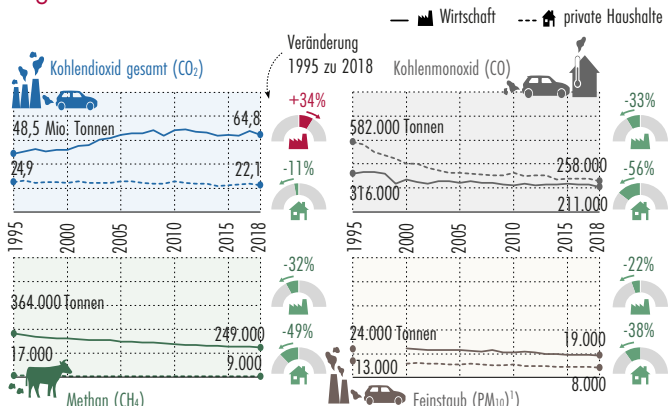 Wirtschaft
private Haushalte
Kohlendioxid gesamt (CO₂)
Veränderung
1995 zu 2018
48,5 Mio. Tonnen
64,8
24,9
22,1
+34%
-11%
1995
2000
2005
2010
2015
2018
Kohlenmonoxid (CO)
582.000 Tonnen
258.000
316.000
211.000
-33%
-56%
1995
2000
2005
2010
2015
2018
364.000 Tonnen
249.000
17.000
9.000
Methan (CH₄)
-32%
-49%
24.000 Tonnen
19.000
13.000
8.000
Feinstaub (PM₁₀)¹)
-22%
-38%